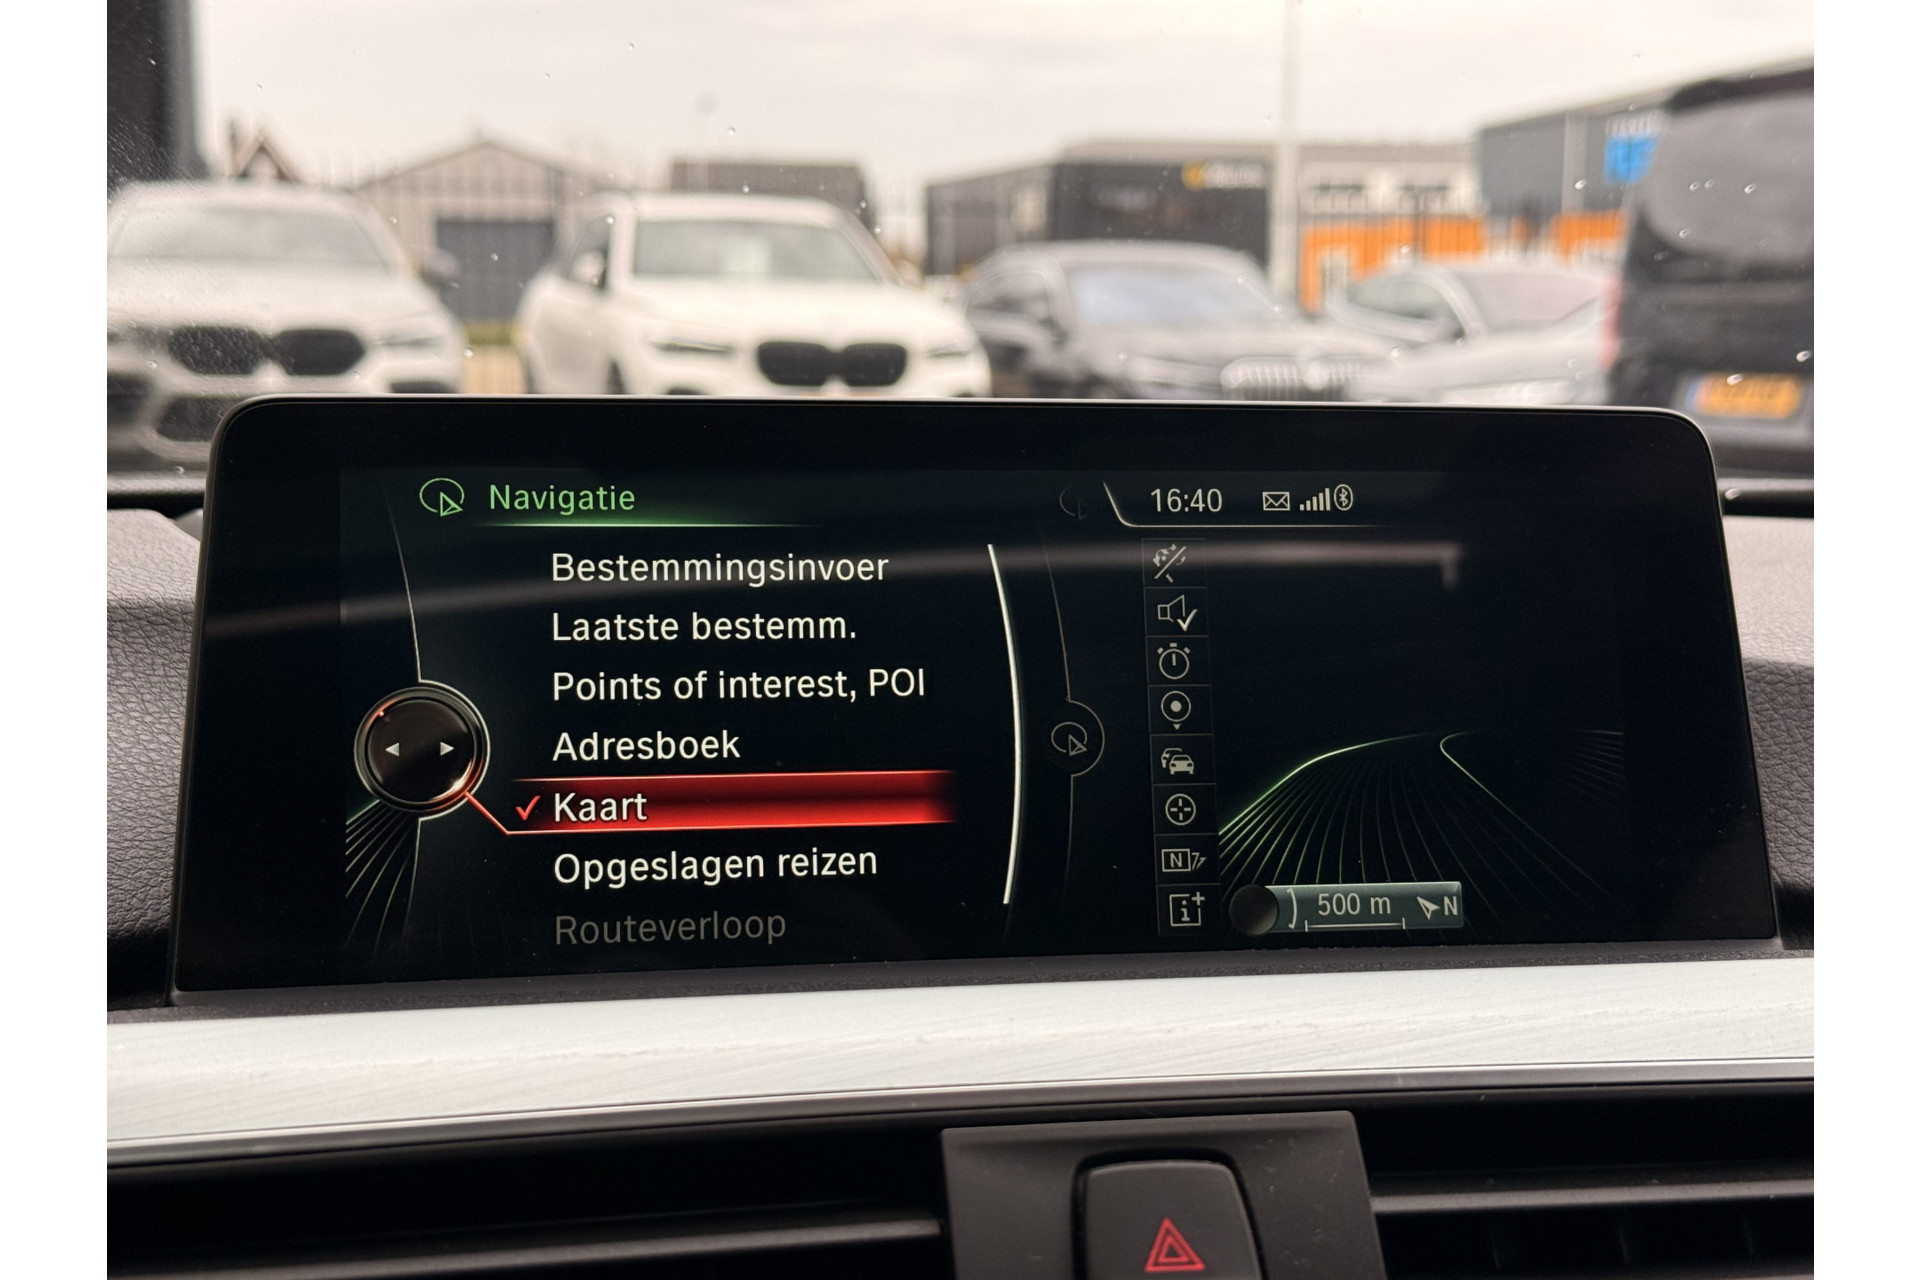 Navigatie
16:40
Bestemmingsinvoer
Laatste bestemm.
Points of interest, POI
Adresboek
Kaart
Opgeslagen reizen
Routeverloop
N
i
500 m
N